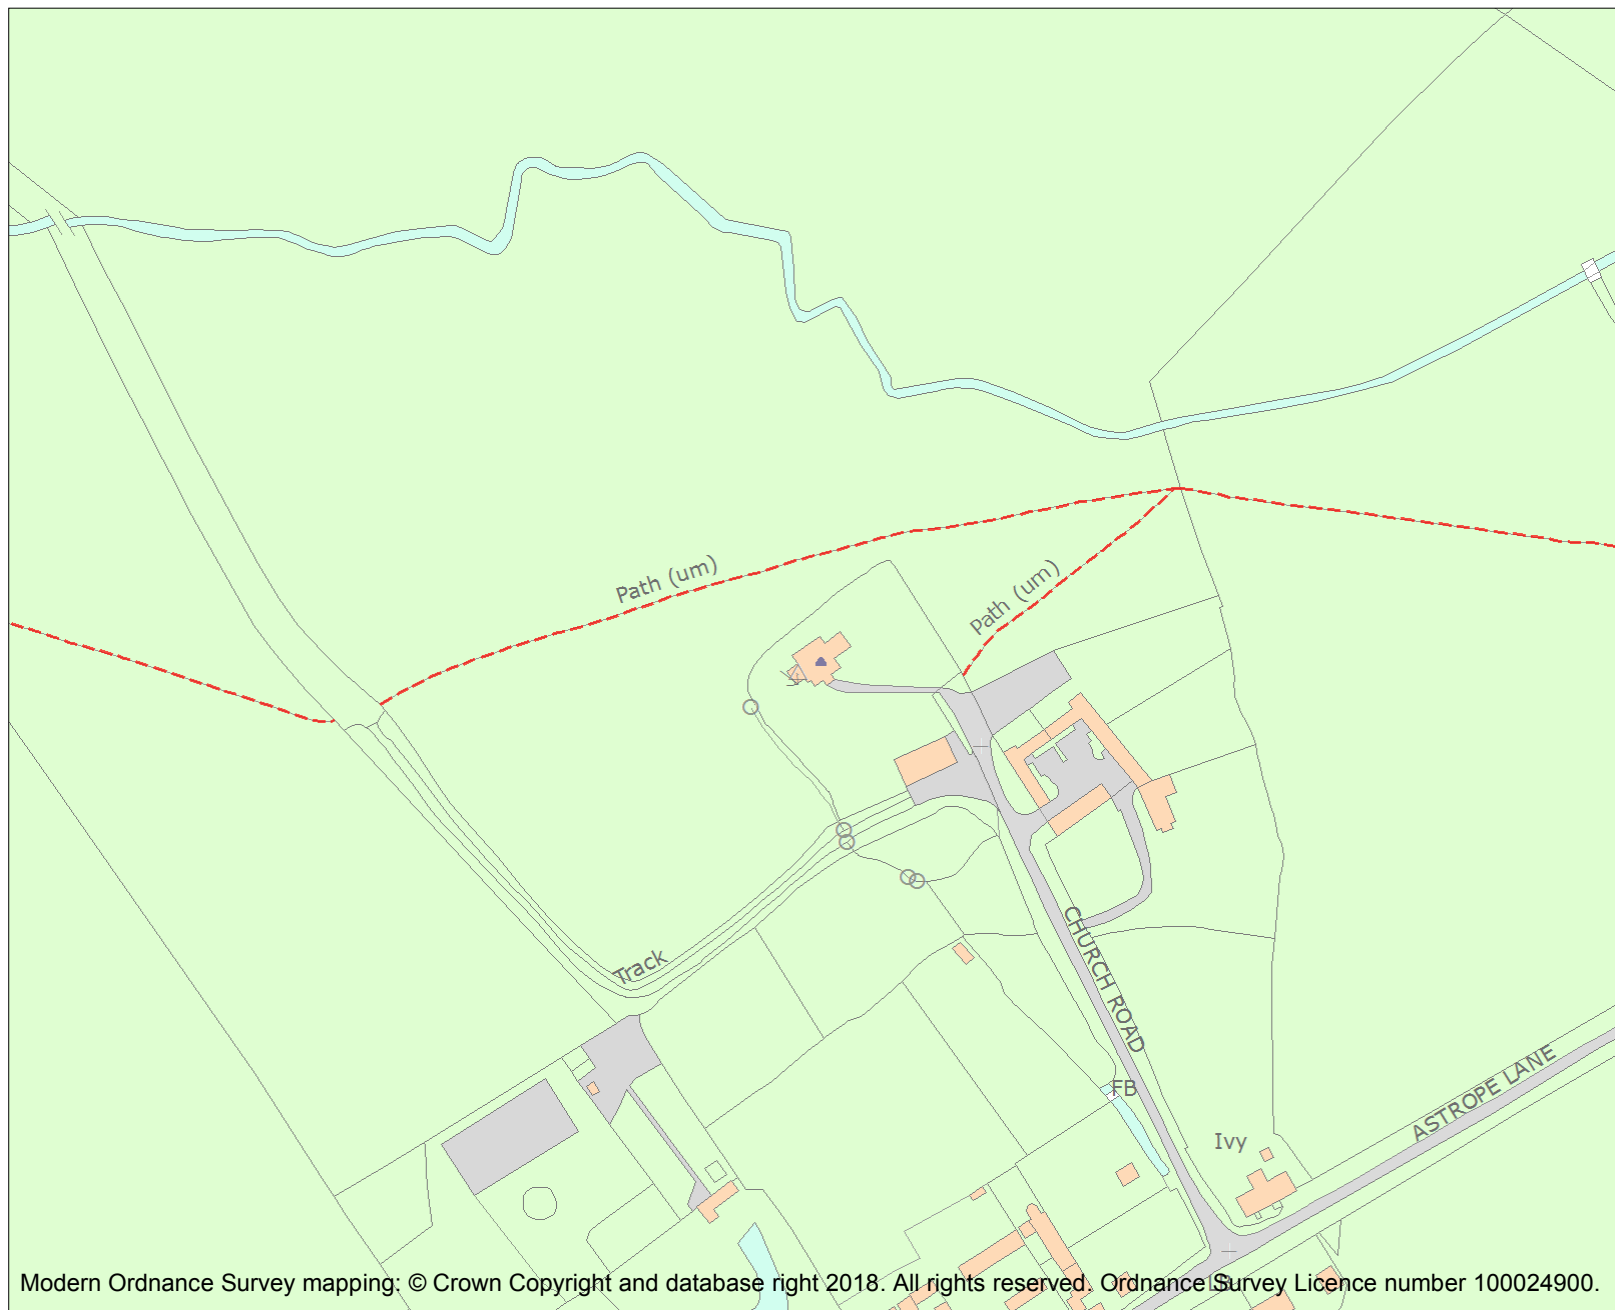 Path (um)
Path (um)
Track
CHURCH ROAD
FB
ASTROPE LANE
Ivy
Modern Ordnance Survey mapping: © Crown Copyright and database right 2018. All rights reserved. Ordnance Survey Licence number 100024900.